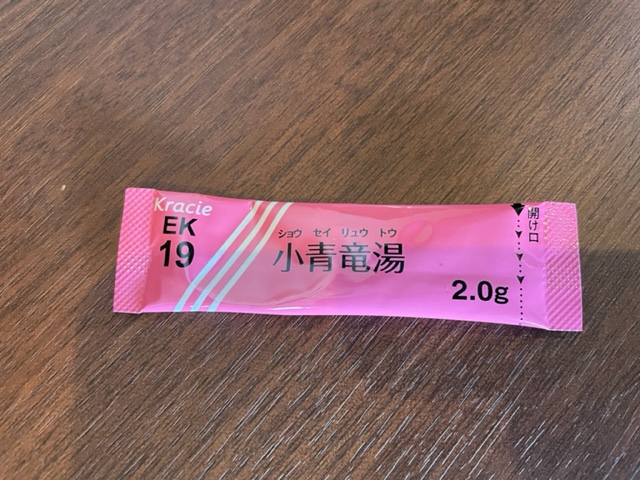 Kracie
EK
19
ショウ セイ リュウ トウ
小青竜湯
2.0g
開け口